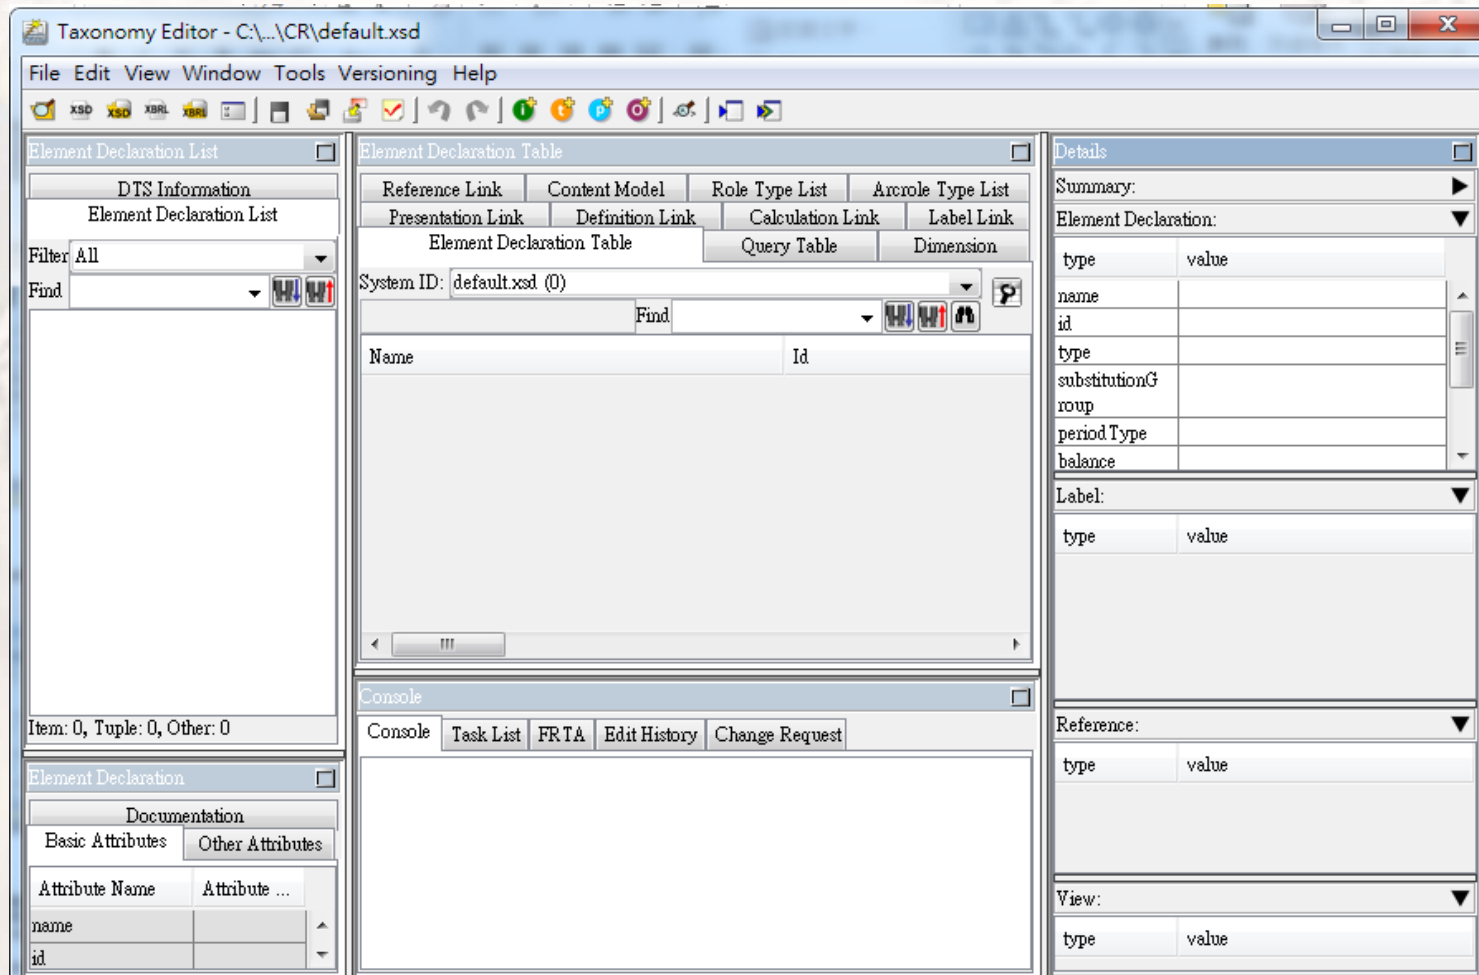 Taxonomy Editor - C:\...\CR\default.xsd
File Edit View Window Tools Versioning Help
XSD XSD XBRL XBRL
Element Declaration List
DTS Information
Element Declaration List
Filter All
Find
Item: 0, Tuple: 0, Other: 0
Element Declaration
Documentation
Basic Attributes Other Attributes
Attribute Name Attribute ...
name
id
Element Declaration Table
Reference Link Content Model Role Type List Arcrole Type List
Presentation Link Definition Link Calculation Link Label Link
Element Declaration Table Query Table Dimension
System ID: default.xsd (0)
Find
Name Id
Console
Console Task List FRTA Edit History Change Request
Details
Summary:
Element Declaration:
type value
name
id
type
substitutionG
roup
periodType
balance
Label:
type value
Reference:
type value
View:
type value